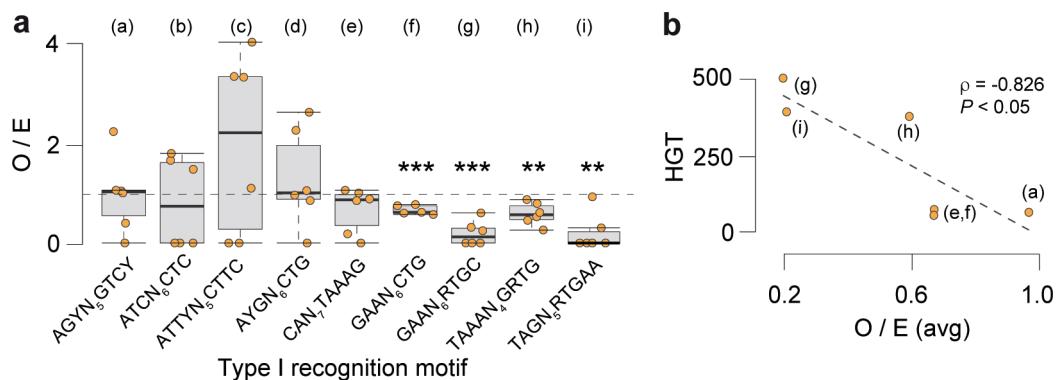 a
(a) (b) (c) (d) (e) (f) (g) (h) (i)
4
2
0
O / E
*** *** ** **
AGYN₅GTCY
ATCN₆CTC
ATTYN₅CTTC
AYGN₆CTG
CAN₇TAAAG
GAAN₆CTG
GAAN₆RTGC
TAAAN₄GRTG
TAGN₅RTGAA
Type I recognition motif
b
ρ = -0.826
P < 0.05
500
250
0
HGT
(g)
(i)
(h)
(a)
(e,f)
0.2 0.6 1.0
O / E (avg)